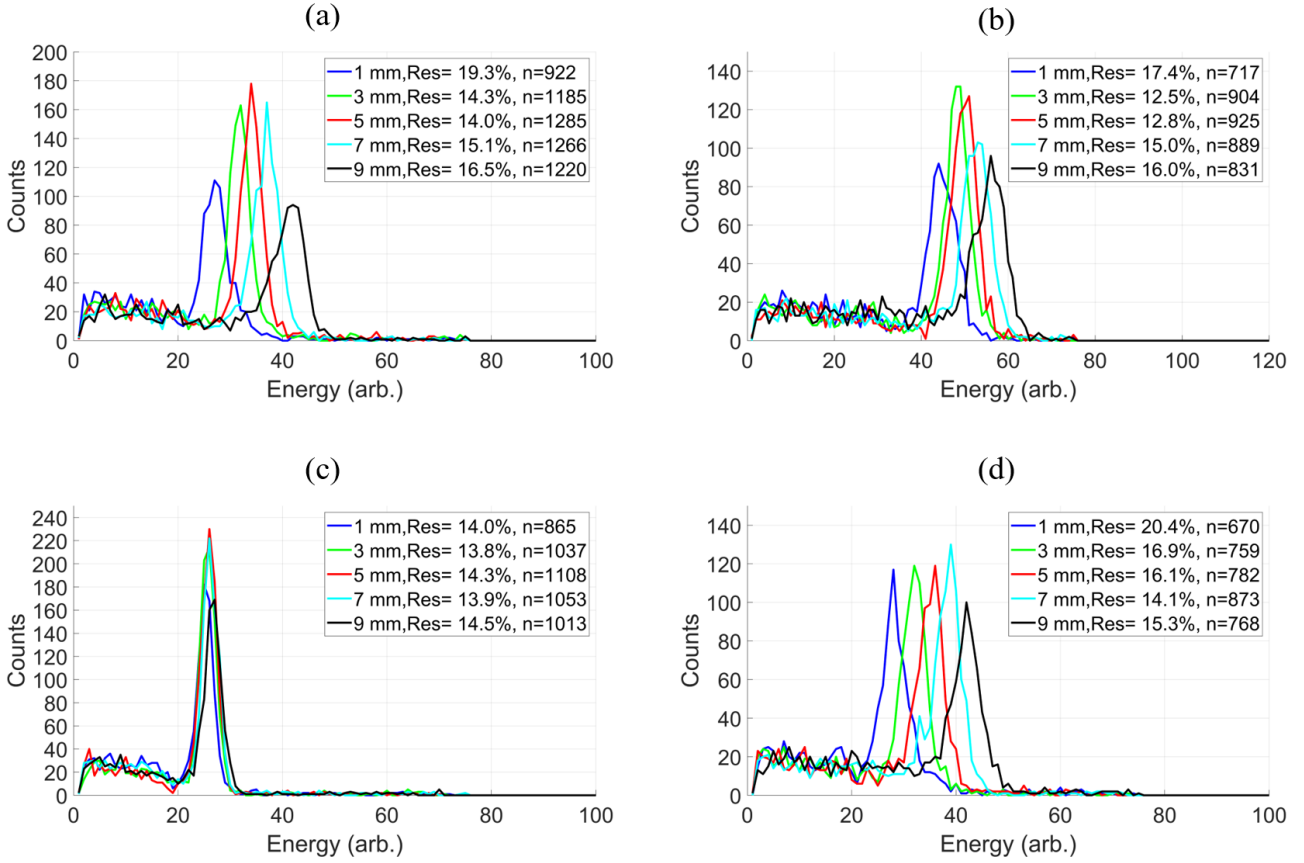 (a)
200
180
160
140
120
100
80
60
40
20
0
Counts
1 mm,Res= 19.3%, n=922
3 mm,Res= 14.3%, n=1185
5 mm,Res= 14.0%, n=1285
7 mm,Res= 15.1%, n=1266
9 mm,Res= 16.5%, n=1220
0 20 40 60 80 100
Energy (arb.)
(b)
140
120
100
80
60
40
20
0
Counts
1 mm,Res= 17.4%, n=717
3 mm,Res= 12.5%, n=904
5 mm,Res= 12.8%, n=925
7 mm,Res= 15.0%, n=889
9 mm,Res= 16.0%, n=831
0 20 40 60 80 100 120
Energy (arb.)
(c)
240
220
200
180
160
140
120
100
80
60
40
20
0
Counts
1 mm,Res= 14.0%, n=865
3 mm,Res= 13.8%, n=1037
5 mm,Res= 14.3%, n=1108
7 mm,Res= 13.9%, n=1053
9 mm,Res= 14.5%, n=1013
0 20 40 60 80 100
Energy (arb.)
(d)
140
120
100
80
60
40
20
0
Counts
1 mm,Res= 20.4%, n=670
3 mm,Res= 16.9%, n=759
5 mm,Res= 16.1%, n=782
7 mm,Res= 14.1%, n=873
9 mm,Res= 15.3%, n=768
0 20 40 60 80 100
Energy (arb.)